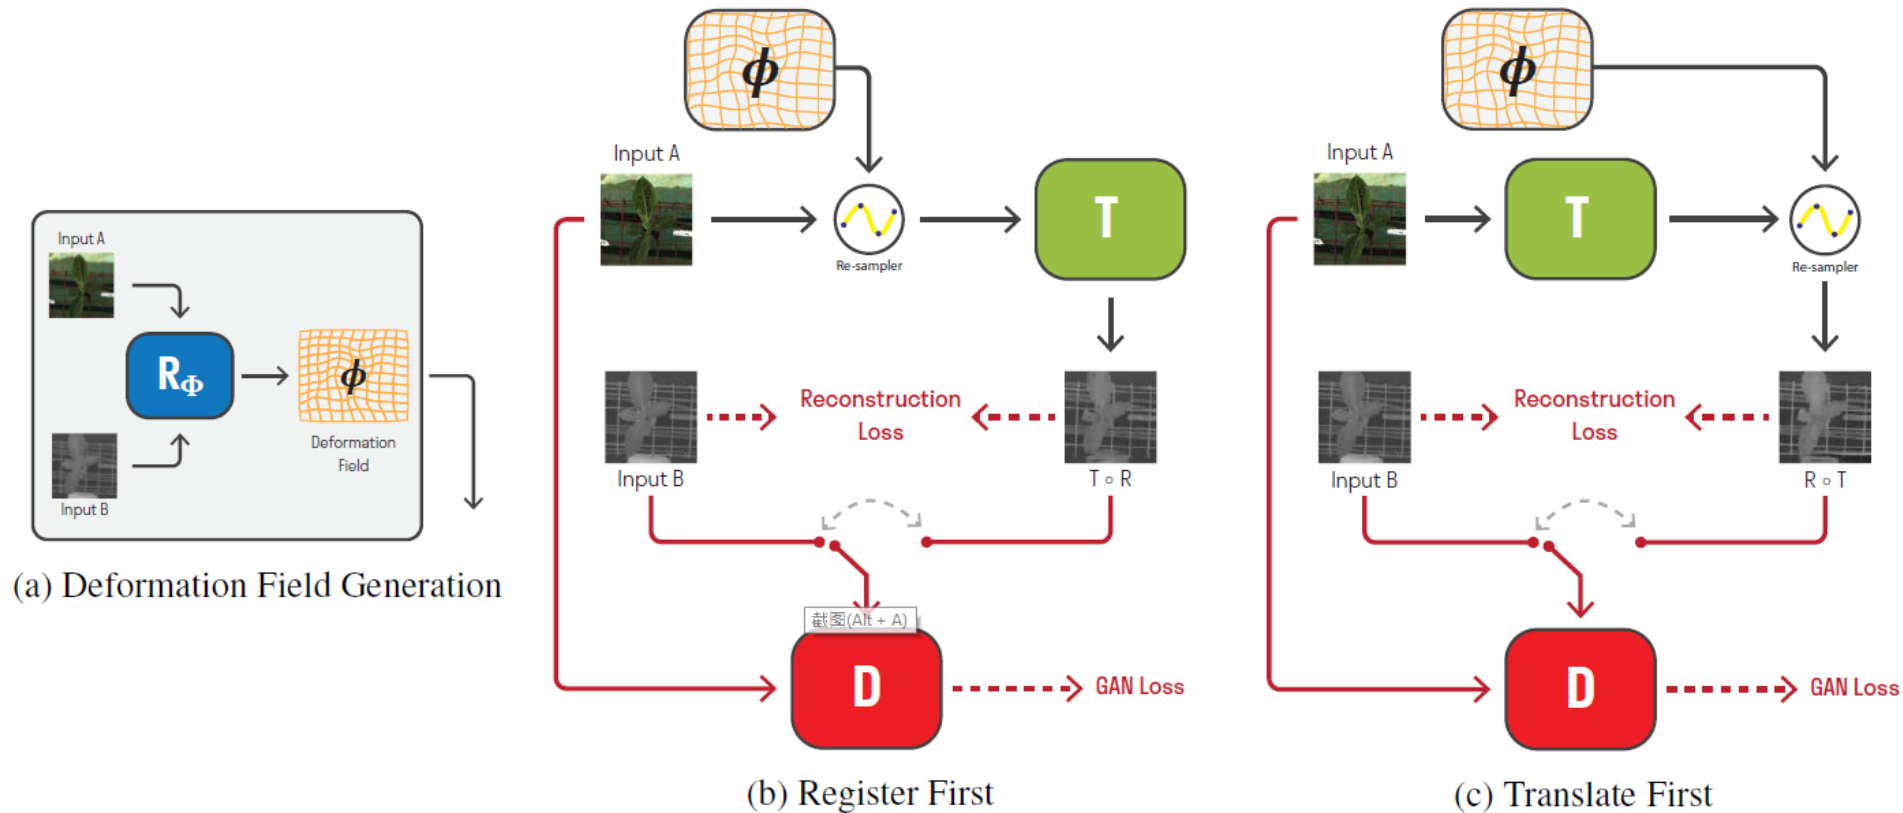 Input A
R_Φ
ϕ
Deformation
Field
Input B
(a) Deformation Field Generation
ϕ
Input A
Re-sampler
T
Reconstruction
Loss
Input B
T ∘ R
截图(Alt + A)
D
GAN Loss
(b) Register First
ϕ
Input A
T
Re-sampler
Reconstruction
Loss
Input B
R ∘ T
D
GAN Loss
(c) Translate First